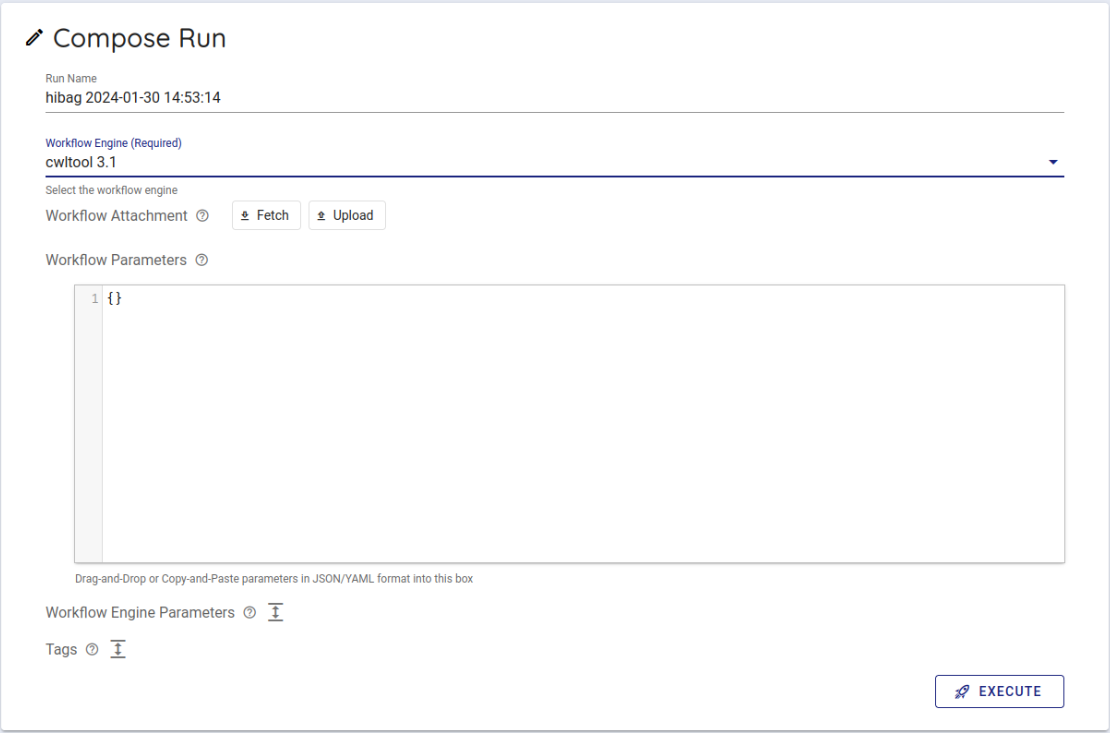 Compose Run
Run Name
hibag 2024-01-30 14:53:14
Workflow Engine (Required)
cwltool 3.1
Select the workflow engine
Workflow Attachment ? Fetch Upload
Workflow Parameters ?
1 {}
Drag-and-Drop or Copy-and-Paste parameters in JSON/YAML format into this box
Workflow Engine Parameters ?
Tags ?
EXECUTE